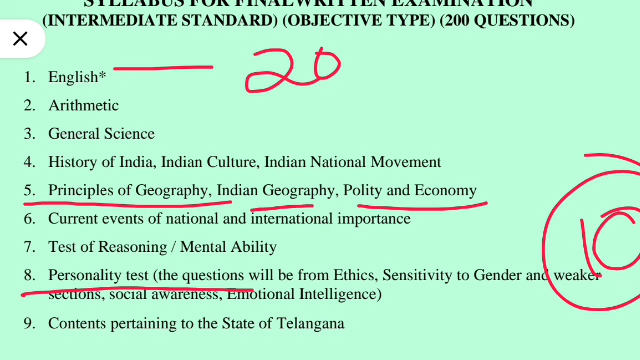 SYLLABUS FOR FINAL WRITTEN EXAMINATION
(INTERMEDIATE STANDARD) (OBJECTIVE TYPE) (200 QUESTIONS)
20
1. English*
2. Arithmetic
3. General Science
4. History of India, Indian Culture, Indian National Movement
5. Principles of Geography, Indian Geography, Polity and Economy
6. Current events of national and international importance
7. Test of Reasoning / Mental Ability
10
8. Personality test (the questions will be from Ethics, Sensitivity to Gender and weaker
sections, social awareness, Emotional Intelligence)
9. Contents pertaining to the State of Telangana